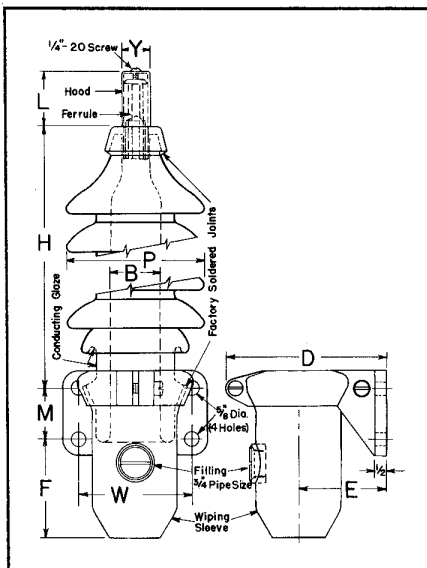 1/4"-20 Screw
Y
Hood
L
Ferrule
H
P
B
Conducting Glaze
Factory Soldered Joints
D
M
5/8" Dia.
(4 Holes)
F
W
Filling
3/4" Pipe Size
E
1/2
Wiping
Sleeve